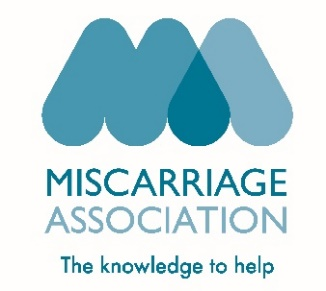 MISCARRIAGE
ASSOCIATION
The knowledge to help